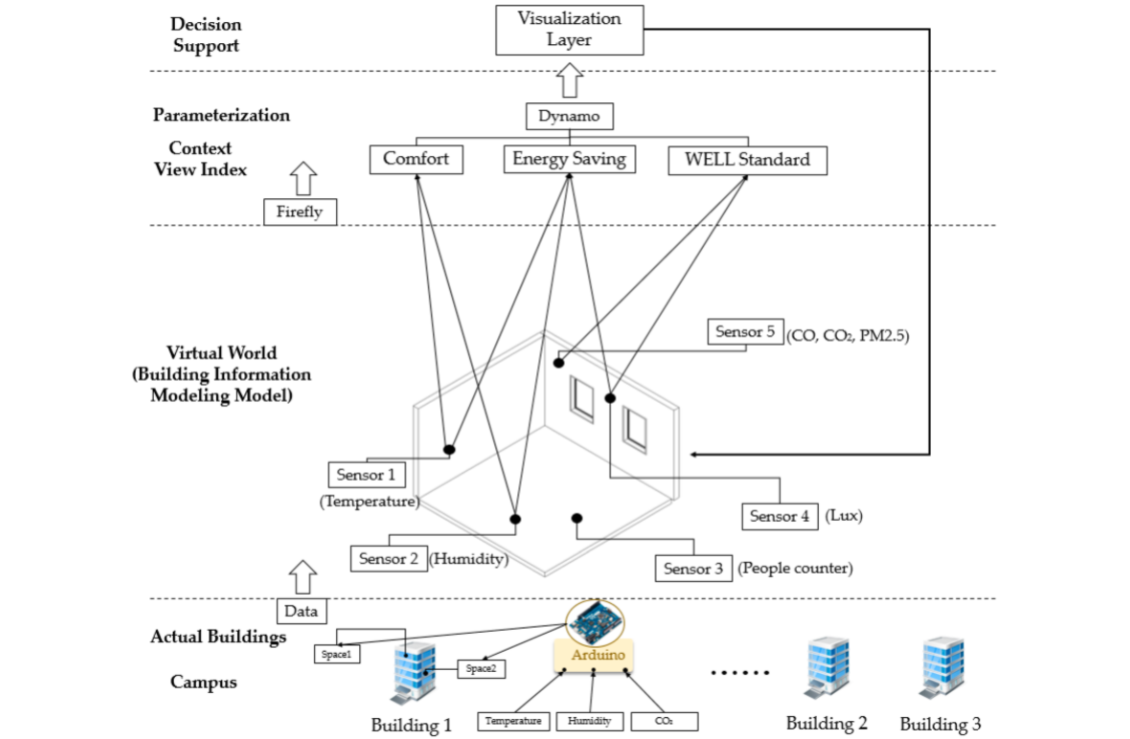 Decision
Support
Visualization
Layer
Parameterization
Dynamo
Context
View Index
Comfort
Energy Saving
WELL Standard
Firefly
Virtual World
(Building Information
Modeling Model)
Sensor 5 (CO, CO₂, PM2.5)
Sensor 1
(Temperature)
Sensor 4 (Lux)
Sensor 2 (Humidity)
Sensor 3 (People counter)
Data
Actual Buildings
Space1
Space2
Arduino
Campus
Building 1
Temperature
Humidity
CO₂
......
Building 2
Building 3